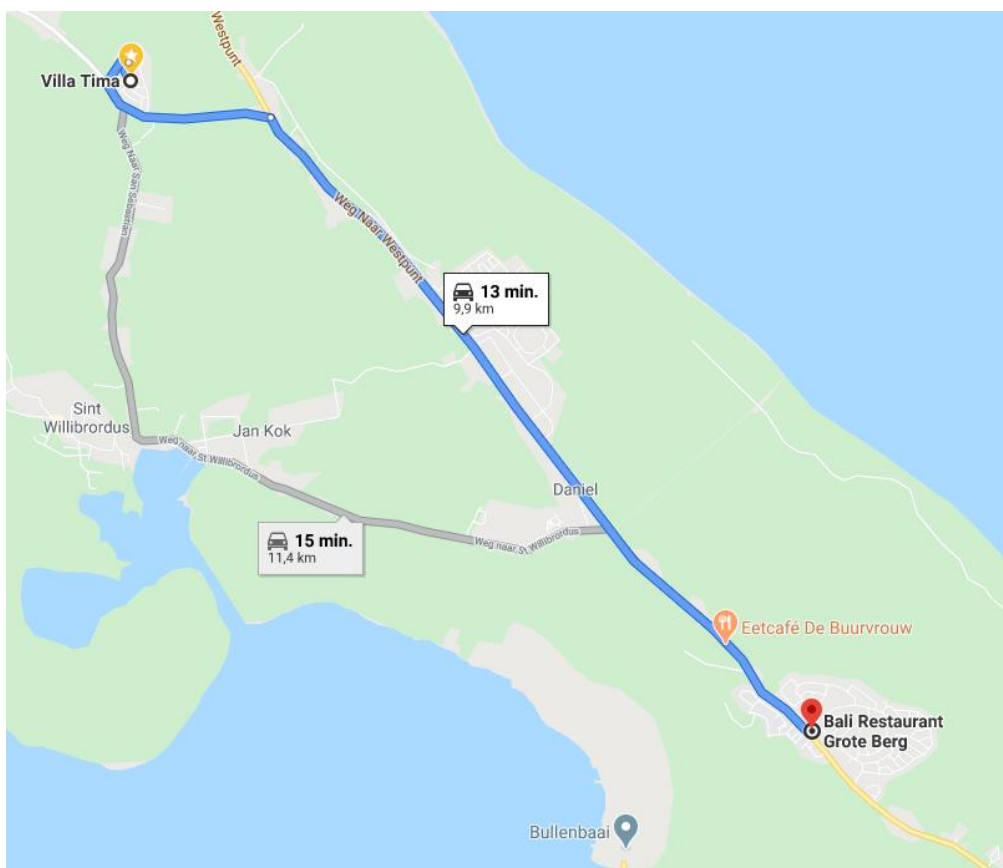 Westpunt
Villa Tima
Weg Naar San Sebastian
Weg Naar Westpunt
13 min.
9,9 km
Sint
Willibrordus
Jan Kok
Weg naar St Willibrordus
Daniel
15 min.
11,4 km
Weg naar St Willibrordus
Eetcafé De Buurvrouw
Bali Restaurant
Grote Berg
Bullenbaai